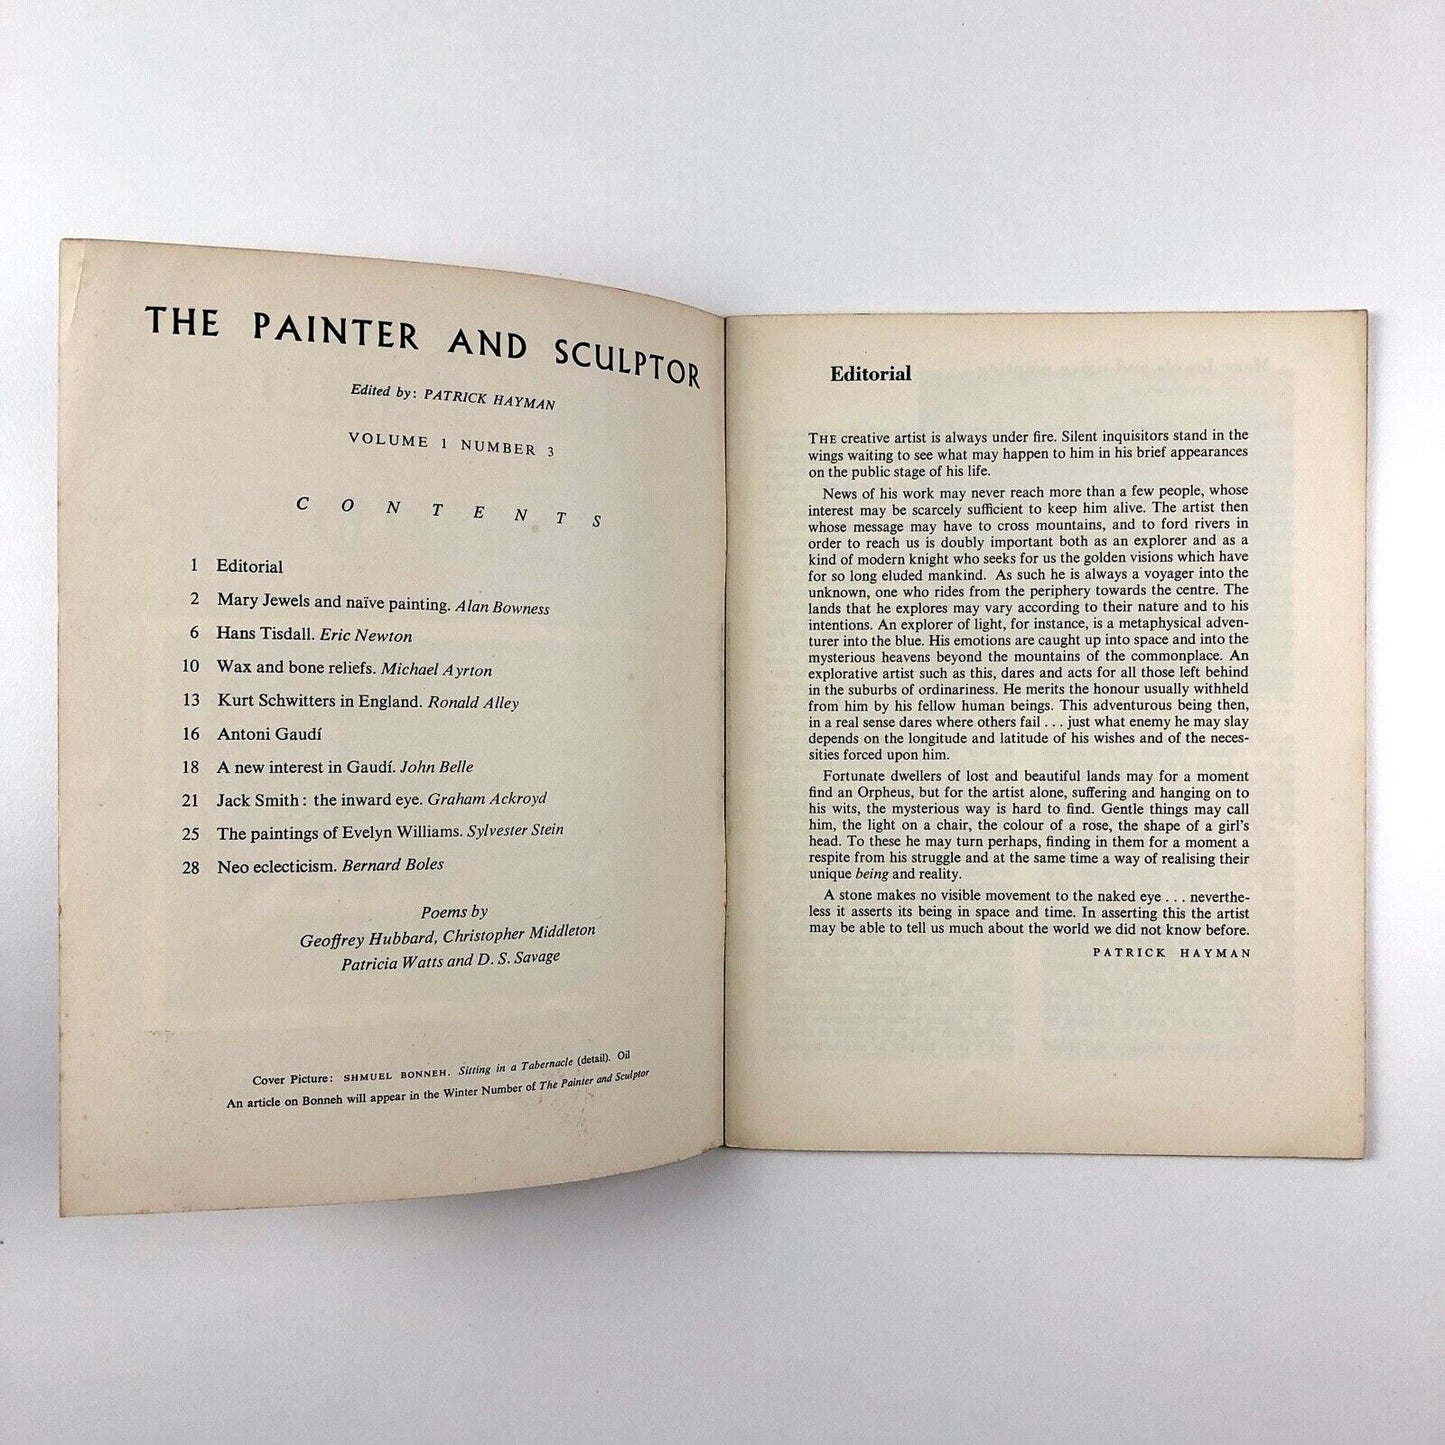 THE PAINTER AND SCULPTOR
Edited by: PATRICK HAYMAN
VOLUME 1 NUMBER 3
CONTENTS
1 Editorial
2 Mary Jewels and naïve painting. Alan Bowness
6 Hans Tisdall. Eric Newton
10 Wax and bone reliefs. Michael Ayrton
13 Kurt Schwitters in England. Ronald Alley
16 Antoni Gaudí
18 A new interest in Gaudí. John Belle
21 Jack Smith: the inward eye. Graham Ackroyd
25 The paintings of Evelyn Williams. Sylvester Stein
28 Neo eclecticism. Bernard Boles
Poems by
Geoffrey Hubbard, Christopher Middleton
Patricia Watts and D. S. Savage
Cover Picture: SHMUEL BONNEH. Sitting in a Tabernacle (detail). Oil
An article on Bonneh will appear in the Winter Number of The Painter and Sculptor
Editorial
THE creative artist is always under fire. Silent inquisitors stand in the
wings waiting to see what may happen to him in his brief appearances
on the public stage of his life.
News of his work may never reach more than a few people, whose
interest may be scarcely sufficient to keep him alive. The artist then
whose message may have to cross mountains, and to ford rivers in
order to reach us is doubly important both as an explorer and as a
kind of modern knight who seeks for us the golden visions which have
for so long eluded mankind. As such he is always a voyager into the
unknown, one who rides from the periphery towards the centre. The
lands that he explores may vary according to their nature and to his
intentions. An explorer of light, for instance, is a metaphysical adven-
turer into the blue. His emotions are caught up into space and into the
mysterious heavens beyond the mountains of the commonplace. An
explorative artist such as this, dares and acts for all those left behind
in the suburbs of ordinariness. He merits the honour usually withheld
from him by his fellow human beings. This adventurous being then,
in a real sense dares where others fail . . . just what enemy he may slay
depends on the longitude and latitude of his wishes and of the neces-
sities forced upon him.
Fortunate dwellers of lost and beautiful lands may for a moment
find an Orpheus, but for the artist alone, suffering and hanging on to
his wits, the mysterious way is hard to find. Gentle things may call
him, the light on a chair, the colour of a rose, the shape of a girl's
head. To these he may turn perhaps, finding in them for a moment a
respite from his struggle and at the same time a way of realising their
unique being and reality.
A stone makes no visible movement to the naked eye . . . neverthe-
less it asserts its being in space and time. In asserting this the artist
may be able to tell us much about the world we did not know before.
PATRICK HAYMAN